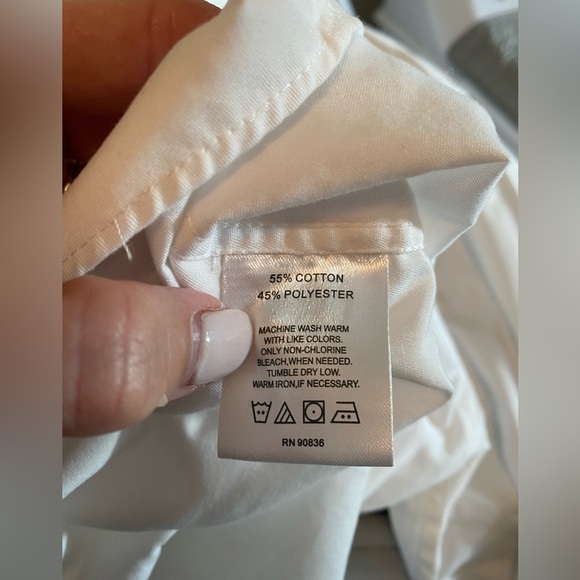 55% COTTON
45% POLYESTER
MACHINE WASH WARM
WITH LIKE COLORS.
ONLY NON-CHLORINE
BLEACH,WHEN NEEDED.
TUMBLE DRY LOW.
WARM IRON,IF NECESSARY.
RN 90836